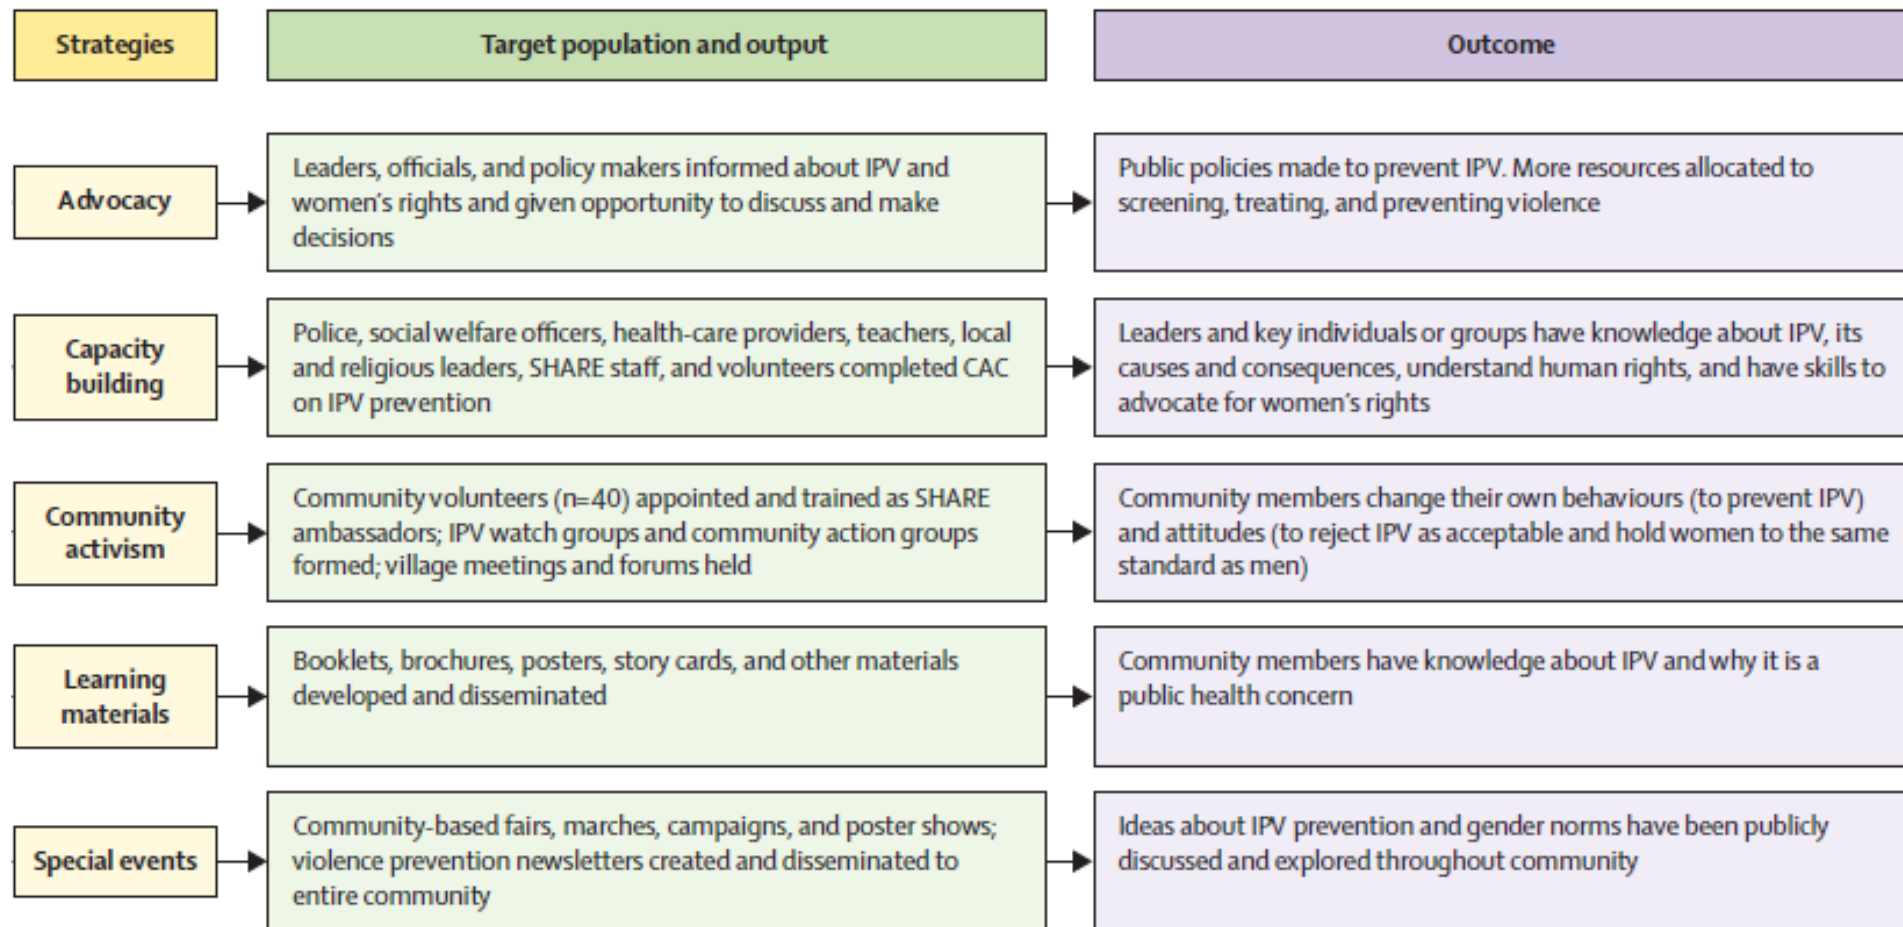 Strategies
Target population and output
Outcome
Advocacy
Leaders, officials, and policy makers informed about IPV and
women's rights and given opportunity to discuss and make
decisions
Public policies made to prevent IPV. More resources allocated to
screening, treating, and preventing violence
Capacity
building
Police, social welfare officers, health-care providers, teachers, local
and religious leaders, SHARE staff, and volunteers completed CAC
on IPV prevention
Leaders and key individuals or groups have knowledge about IPV, its
causes and consequences, understand human rights, and have skills to
advocate for women's rights
Community
activism
Community volunteers (n=40) appointed and trained as SHARE
ambassadors; IPV watch groups and community action groups
formed; village meetings and forums held
Community members change their own behaviours (to prevent IPV)
and attitudes (to reject IPV as acceptable and hold women to the same
standard as men)
Learning
materials
Booklets, brochures, posters, story cards, and other materials
developed and disseminated
Community members have knowledge about IPV and why it is a
public health concern
Special events
Community-based fairs, marches, campaigns, and poster shows;
violence prevention newsletters created and disseminated to
entire community
Ideas about IPV prevention and gender norms have been publicly
discussed and explored throughout community